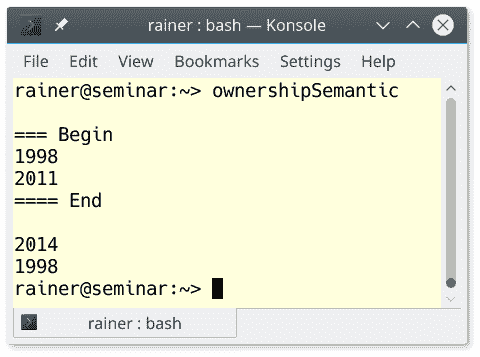 rainer : bash — Konsole
File Edit View Bookmarks Settings Help
rainer@seminar:~> ownershipSemantic
=== Begin
1998
2011
==== End
2014
1998
rainer@seminar:~>
rainer : bash